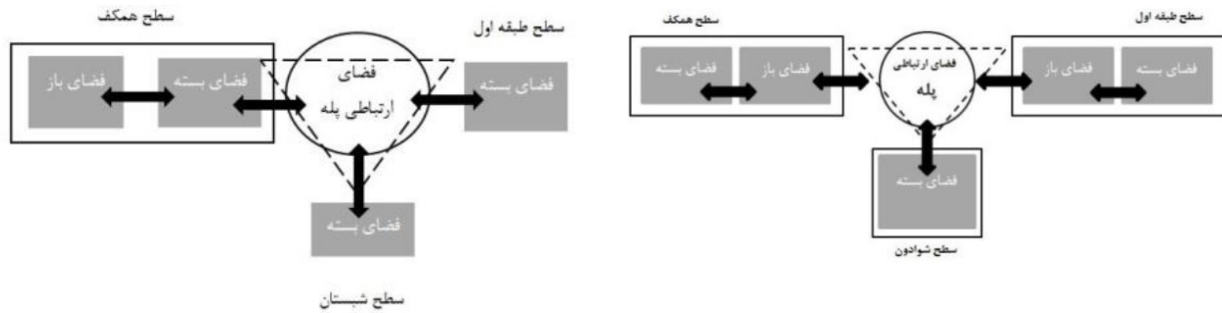 سطح همکف
سطح طبقه اول
فضای باز
فضای بسته
فضای
ارتباطی پله
فضای بسته
فضای بسته
سطح شبستان
سطح همکف
سطح طبقه اول
فضای بسته
فضای باز
فضای ارتباطی
پله
فضای باز
فضای بسته
فضای بسته
سطح شوادون